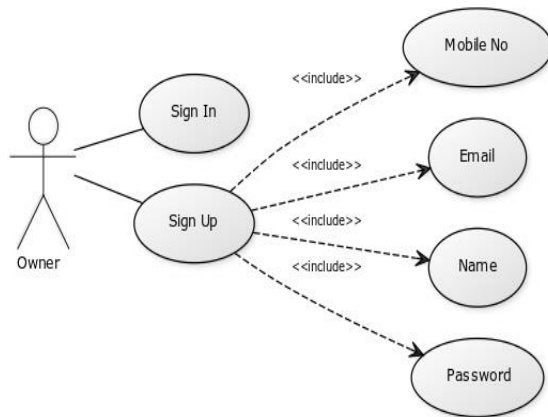 Mobile No
<<include>>
Sign In
Email
<<include>>
Sign Up
<<include>>
Owner
Name
<<include>>
Password